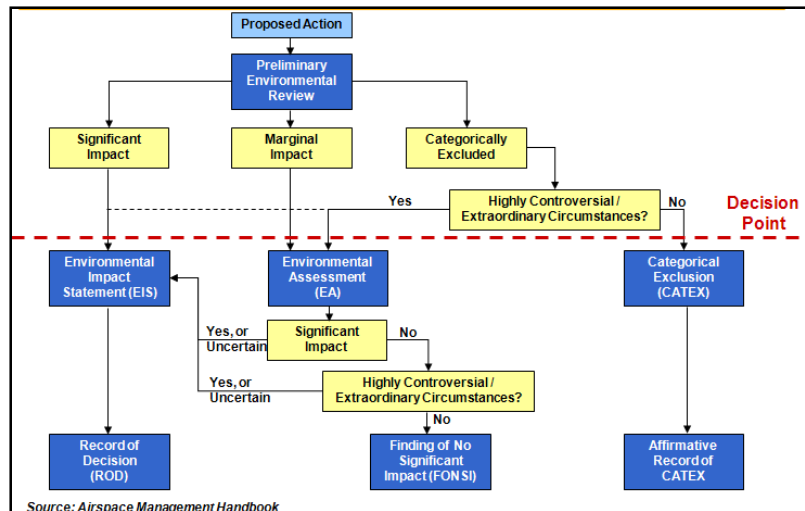 Proposed Action
Preliminary
Environmental
Review
Significant
Impact
Marginal
Impact
Categorically
Excluded
Yes
Highly Controversial /
Extraordinary Circumstances?
No
Decision
Point
Environmental
Impact
Statement (EIS)
Environmental
Assessment
(EA)
Categorical
Exclusion
(CATEX)
Yes, or
Uncertain
Significant
Impact
No
Yes, or
Uncertain
Highly Controversial /
Extraordinary Circumstances?
No
Record of
Decision
(ROD)
Finding of No
Significant
Impact (FONSI)
Affirmative
Record of
CATEX
Source: Airspace Management Handbook